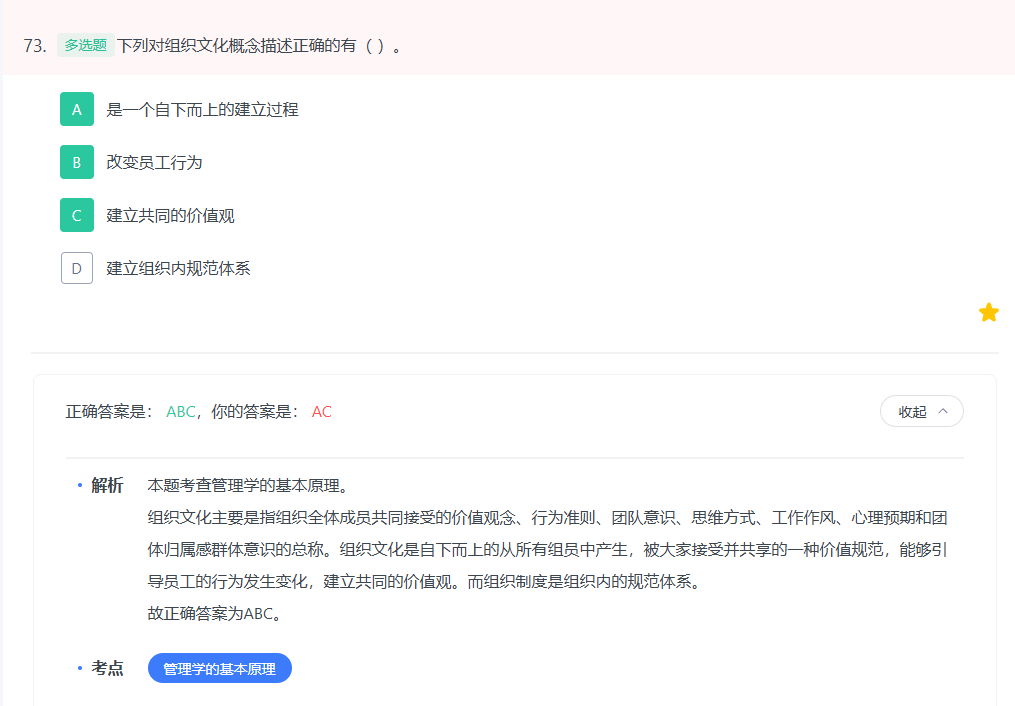 73. 多选题 下列对组织文化概念描述正确的有（ ）。
A 是一个自下而上的建立过程
B 改变员工行为
C 建立共同的价值观
D 建立组织内规范体系
正确答案是： ABC，你的答案是： AC
收起
解析 本题考查管理学的基本原理。
组织文化主要是指组织全体成员共同接受的价值观念、行为准则、团队意识、思维方式、工作作风、心理预期和团
体归属感群体意识的总称。组织文化是自下而上的从所有组员中产生，被大家接受并共享的一种价值规范，能够引
导员工的行为发生变化，建立共同的价值观。而组织制度是组织内的规范体系。
故正确答案为ABC。
考点 管理学的基本原理